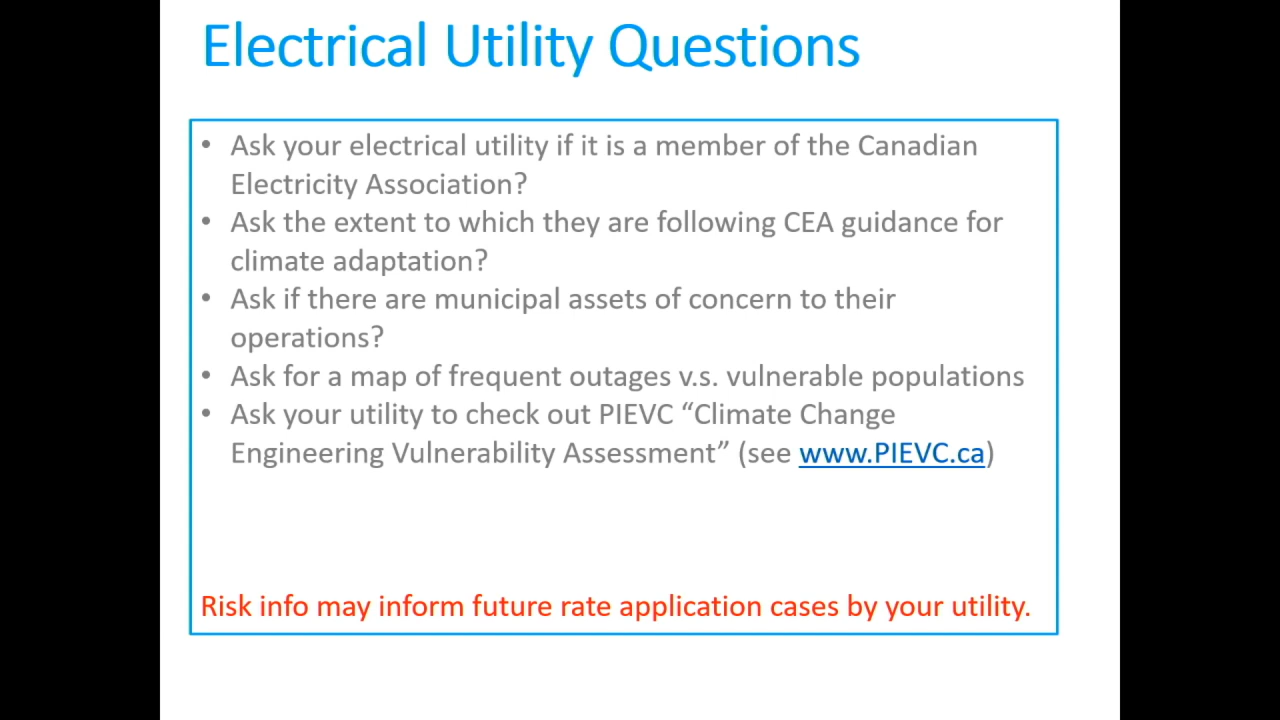 Electrical Utility Questions
• Ask your electrical utility if it is a member of the Canadian
Electricity Association?
• Ask the extent to which they are following CEA guidance for
climate adaptation?
• Ask if there are municipal assets of concern to their
operations?
• Ask for a map of frequent outages v.s. vulnerable populations
• Ask your utility to check out PIEVC “Climate Change
Engineering Vulnerability Assessment” (see www.PIEVC.ca)
Risk info may inform future rate application cases by your utility.